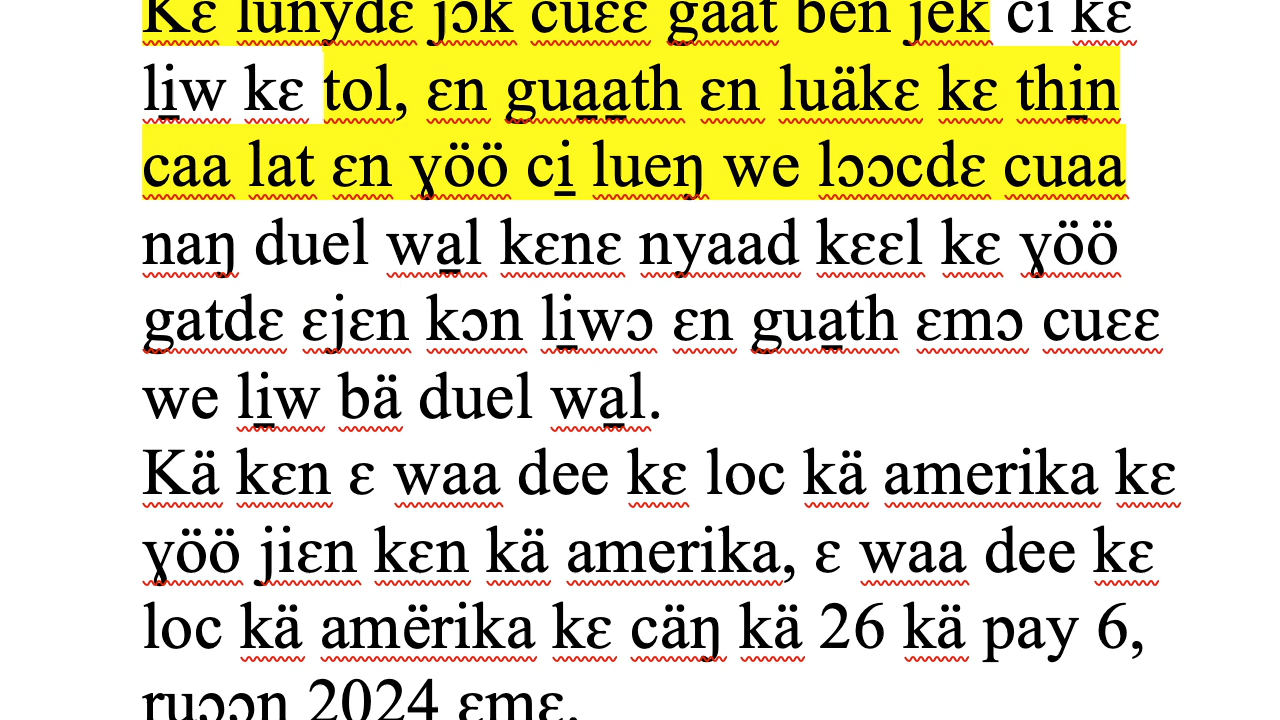 Kɛ lunydɛ jɔk cuɛɛ gaat ben jek ci kɛ
li̱w kɛ tol, ɛn gua̱a̱th ɛn luäkɛ kɛ thi̱n
caa lat ɛn ɣöö ci̱ lueŋ we lɔɔcdɛ cuaa
naŋ duel wa̱l kɛnɛ nyaad kɛɛl kɛ ɣöö
gatdɛ ɛjɛn kɔn li̱wɔ ɛn gua̱th ɛmɔ cuɛɛ
we li̱w bä duel wa̱l.
Kä kɛn ɛ waa dee kɛ loc kä amerika kɛ
ɣöö jiɛn kɛn kä amerika, ɛ waa dee kɛ
loc kä amërika kɛ cäŋ kä 26 kä pay 6,
ruɔɔn 2024 ɛmɛ.